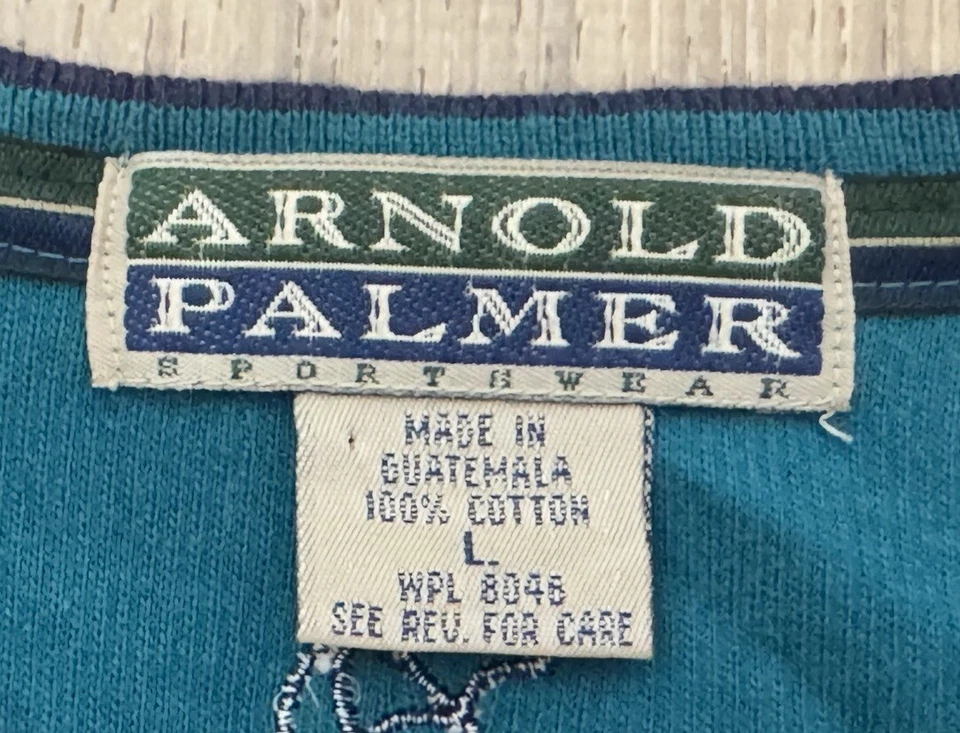 ARNOLD
PALMER
SPORTSWEAR
MADE IN
GUATEMALA
100% COTTON
L.
WPL 8046
SEE REV. FOR CARE